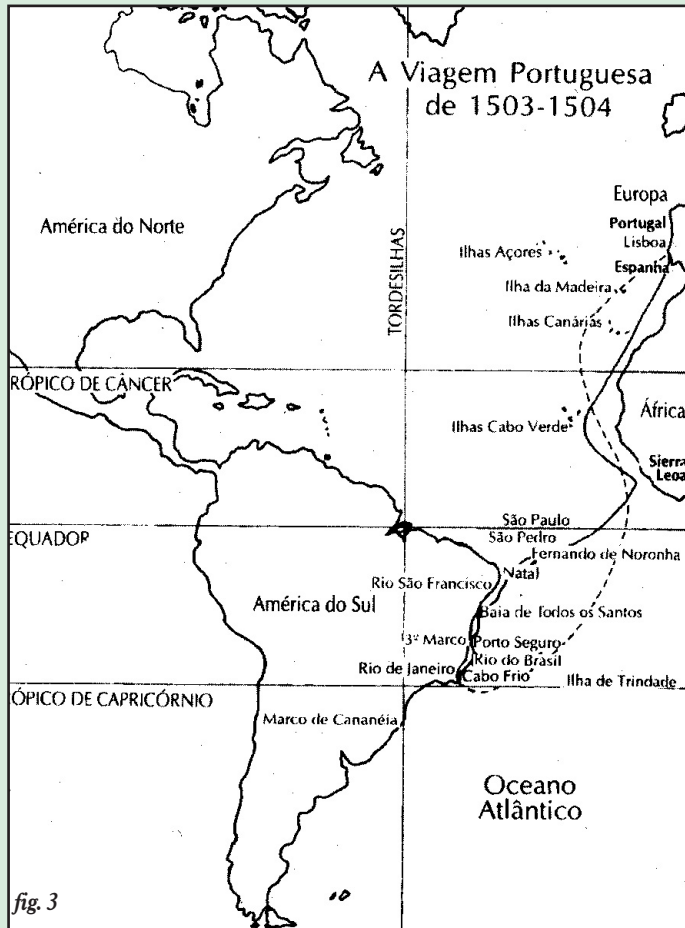 A Viagem Portuguesa
de 1503-1504
Europa
Portugal
Lisboa
Espanha
América do Norte
TORDESILHAS
Ilhas Açores
Ilha da Madeira
Ilhas Canárias
RÓPICO DE CÂNCER
Ilhas Cabo Verde
África
Sierra
Leoa
EQUADOR
São Paulo
São Pedro
Fernando de Noronha
Natal
Rio São Francisco
América do Sul
Baia de Todos os Santos
3º Marco
Porto Seguro
Rio do Brasil
Rio de Janeiro
Cabo Frio
Ilha de Trindade
ÓPICO DE CAPRICÓRNIO
Marco de Cananéia
Oceano
Atlântico
fig. 3